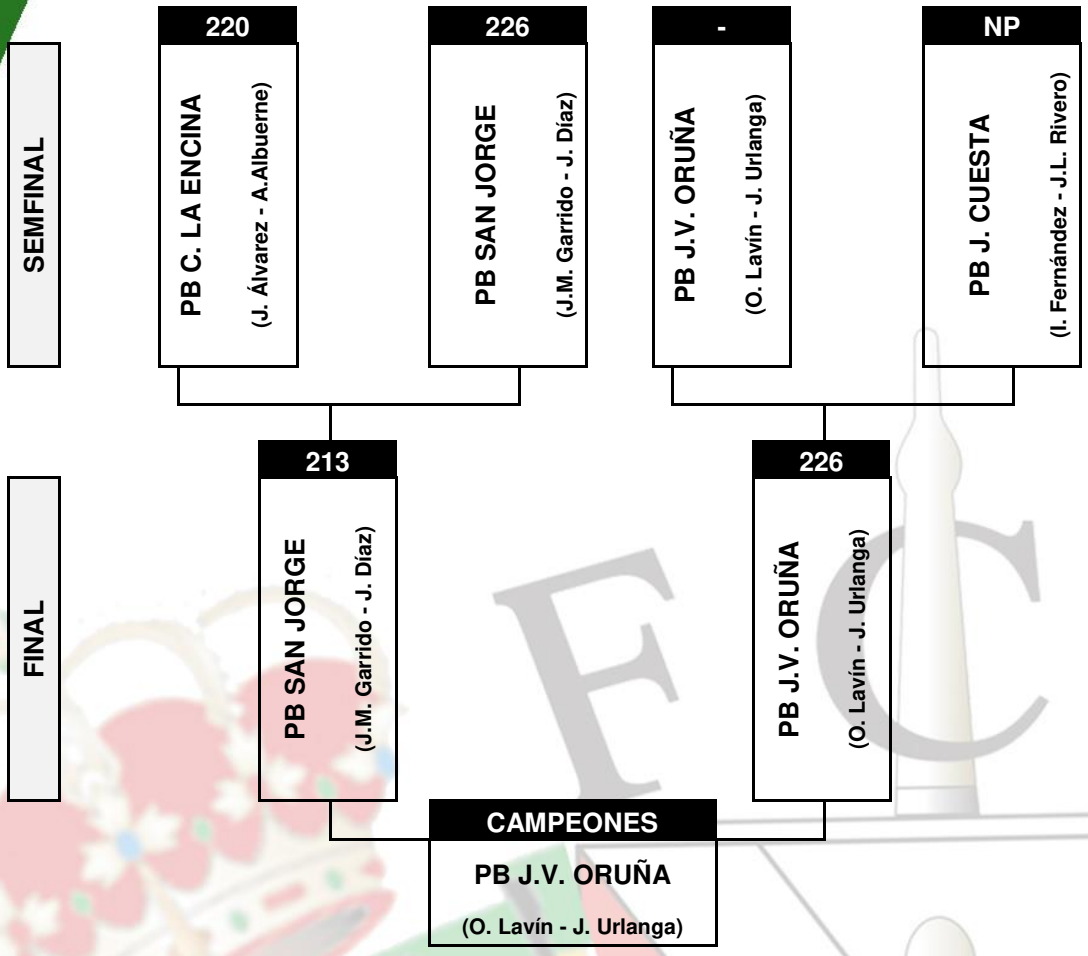 220
226
-
NP
SEMFINAL
PB C. LA ENCINA
(J. Álvarez - A.Albuerne)
PB SAN JORGE
(J.M. Garrido - J. Díaz)
PB J.V. ORUÑA
(O. Lavín - J. Urlanga)
PB J. CUESTA
(I. Fernández - J.L. Rivero)
213
226
FINAL
PB SAN JORGE
(J.M. Garrido - J. Díaz)
PB J.V. ORUÑA
(O. Lavín - J. Urlanga)
F C
CAMPEONES
PB J.V. ORUÑA
(O. Lavín - J. Urlanga)